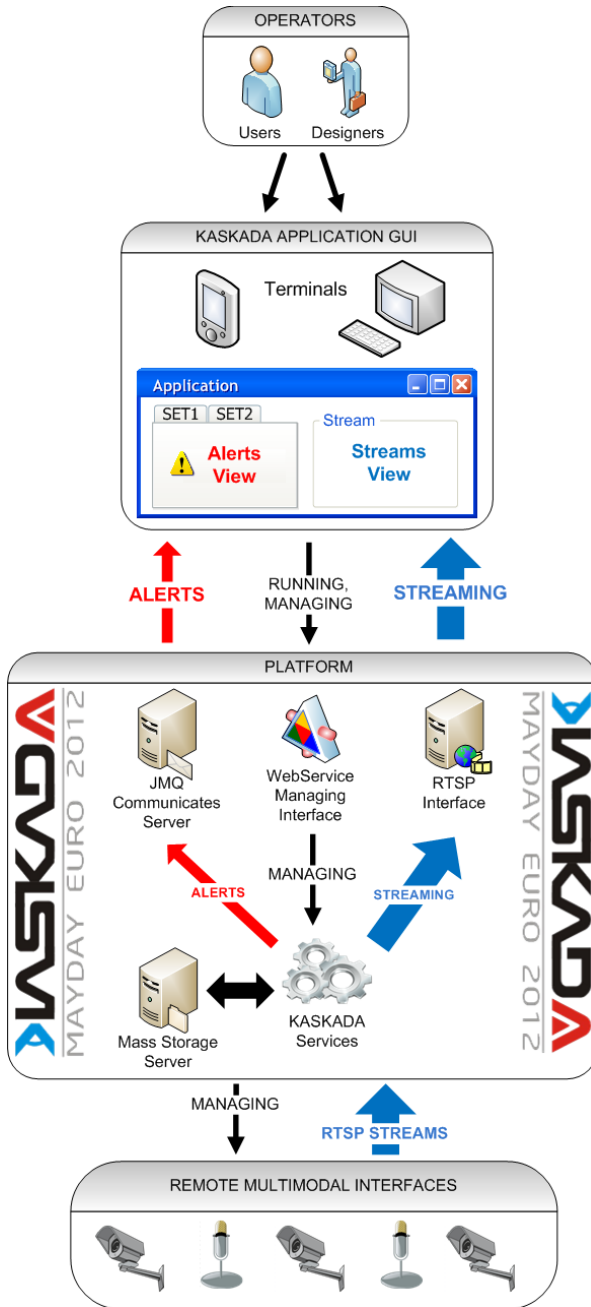 OPERATORS
Users
Designers
KASKADA APPLICATION GUI
Terminals
Application
SET1
SET2
Alerts
View
Stream
Streams
View
ALERTS
RUNNING,
MANAGING
STREAMING
PLATFORM
KASKADA
MAYDAY EURO 2012
JMQ
Communicates
Server
WebService
Managing
Interface
RTSP
Interface
KASKADA
MAYDAY EURO 2012
MANAGING
ALERTS
STREAMING
Mass Storage
Server
KASKADA
Services
MANAGING
RTSP STREAMS
REMOTE MULTIMODAL INTERFACES